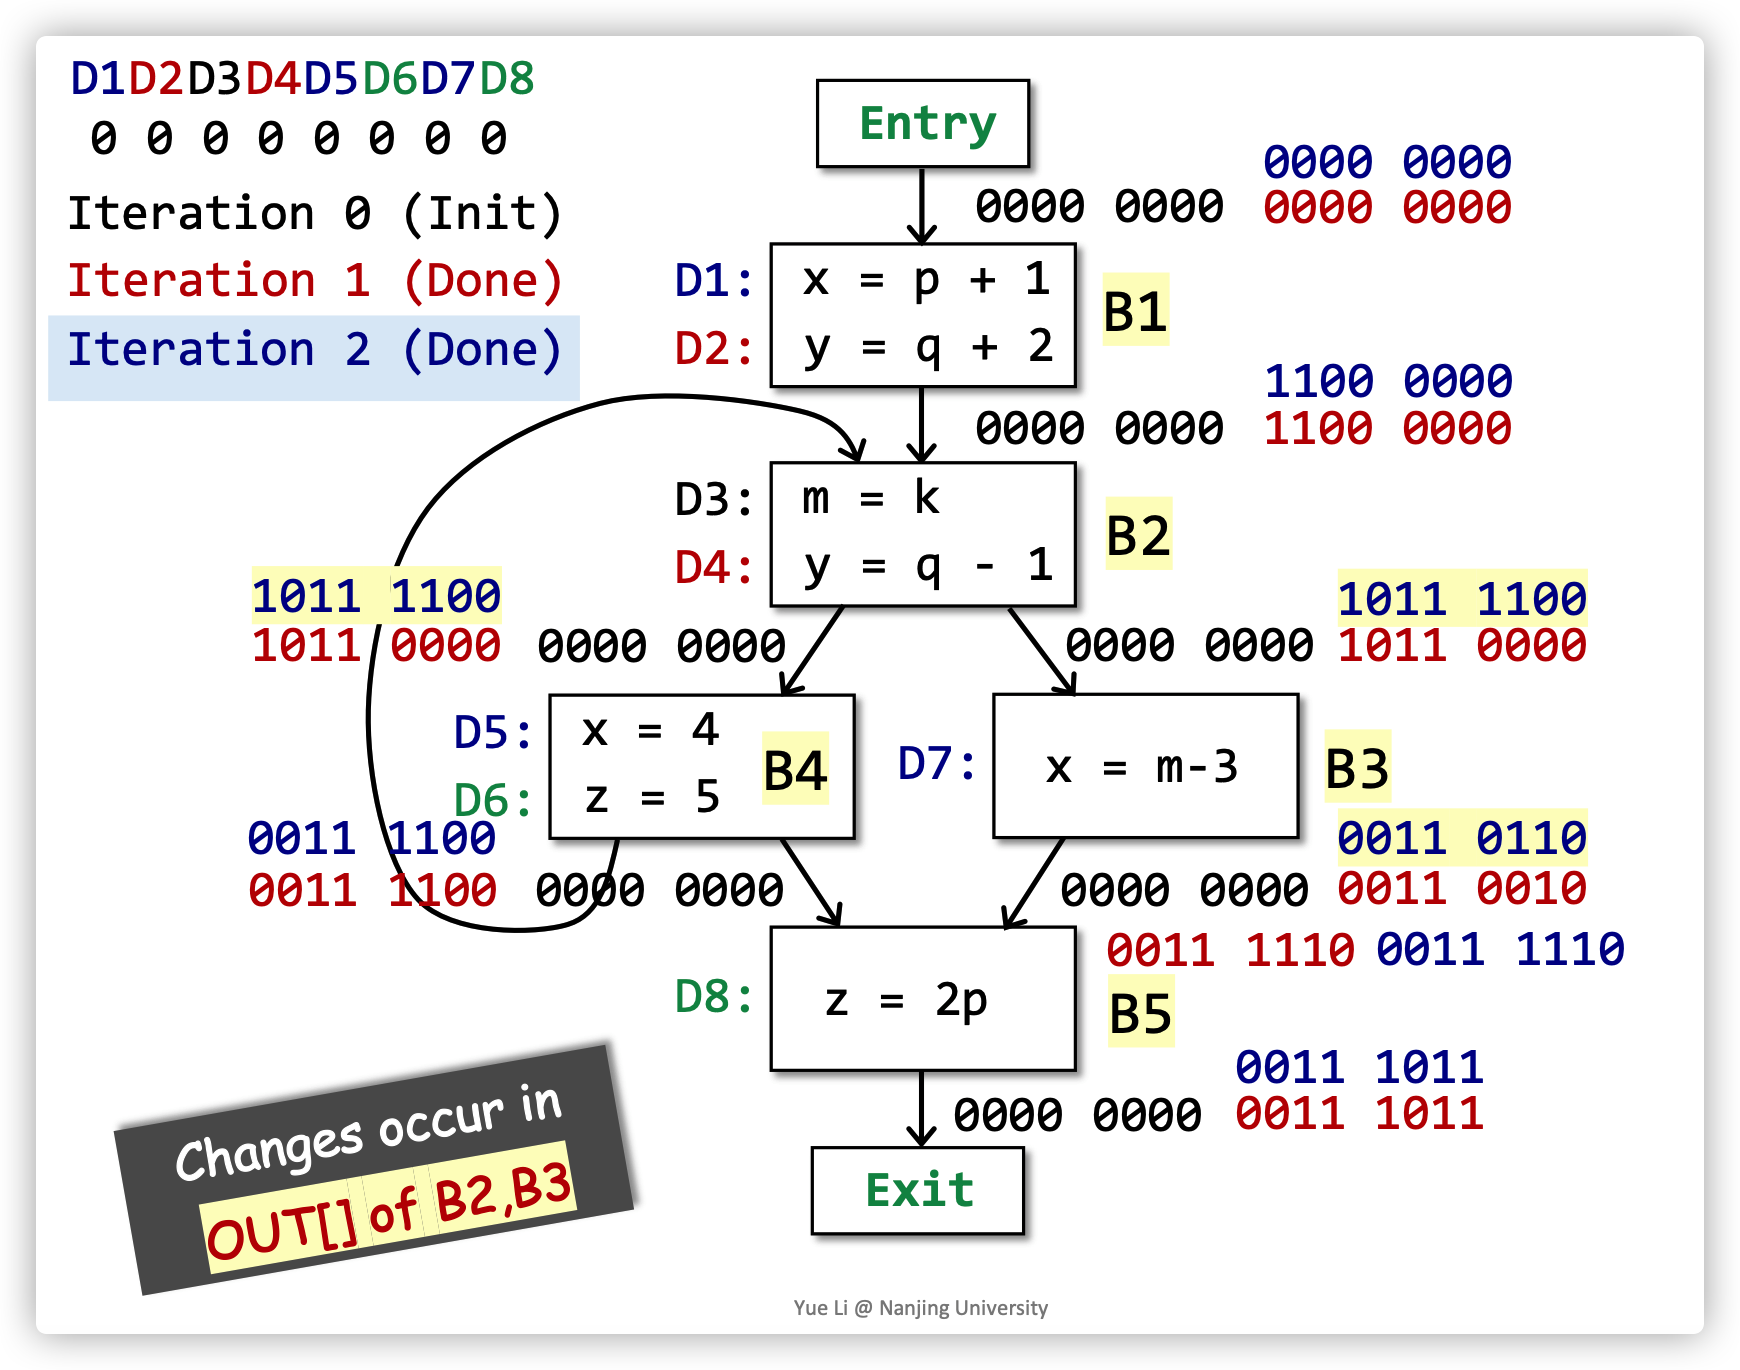 D1D2D3D4D5D6D7D8
0 0 0 0 0 0 0 0
Iteration 0 (Init)
Iteration 1 (Done)
Iteration 2 (Done)
Entry
0000 0000
0000 0000 0000 0000
D1: x = p + 1
D2: y = q + 2
B1
1100 0000
0000 0000 1100 0000
D3: m = k
D4: y = q - 1
B2
1011 1100
1011 0000 0000 0000
1011 1100
0000 0000 1011 0000
D5: x = 4
D6: z = 5
B4
D7: x = m-3
B3
0011 1100
0011 1100 0000 0000
0011 0110
0000 0000 0011 0010
0011 1110 0011 1110
D8: z = 2p
B5
0011 1011
0000 0000 0011 1011
Exit
Changes occur in
OUT[] of B2,B3
Yue Li @ Nanjing University